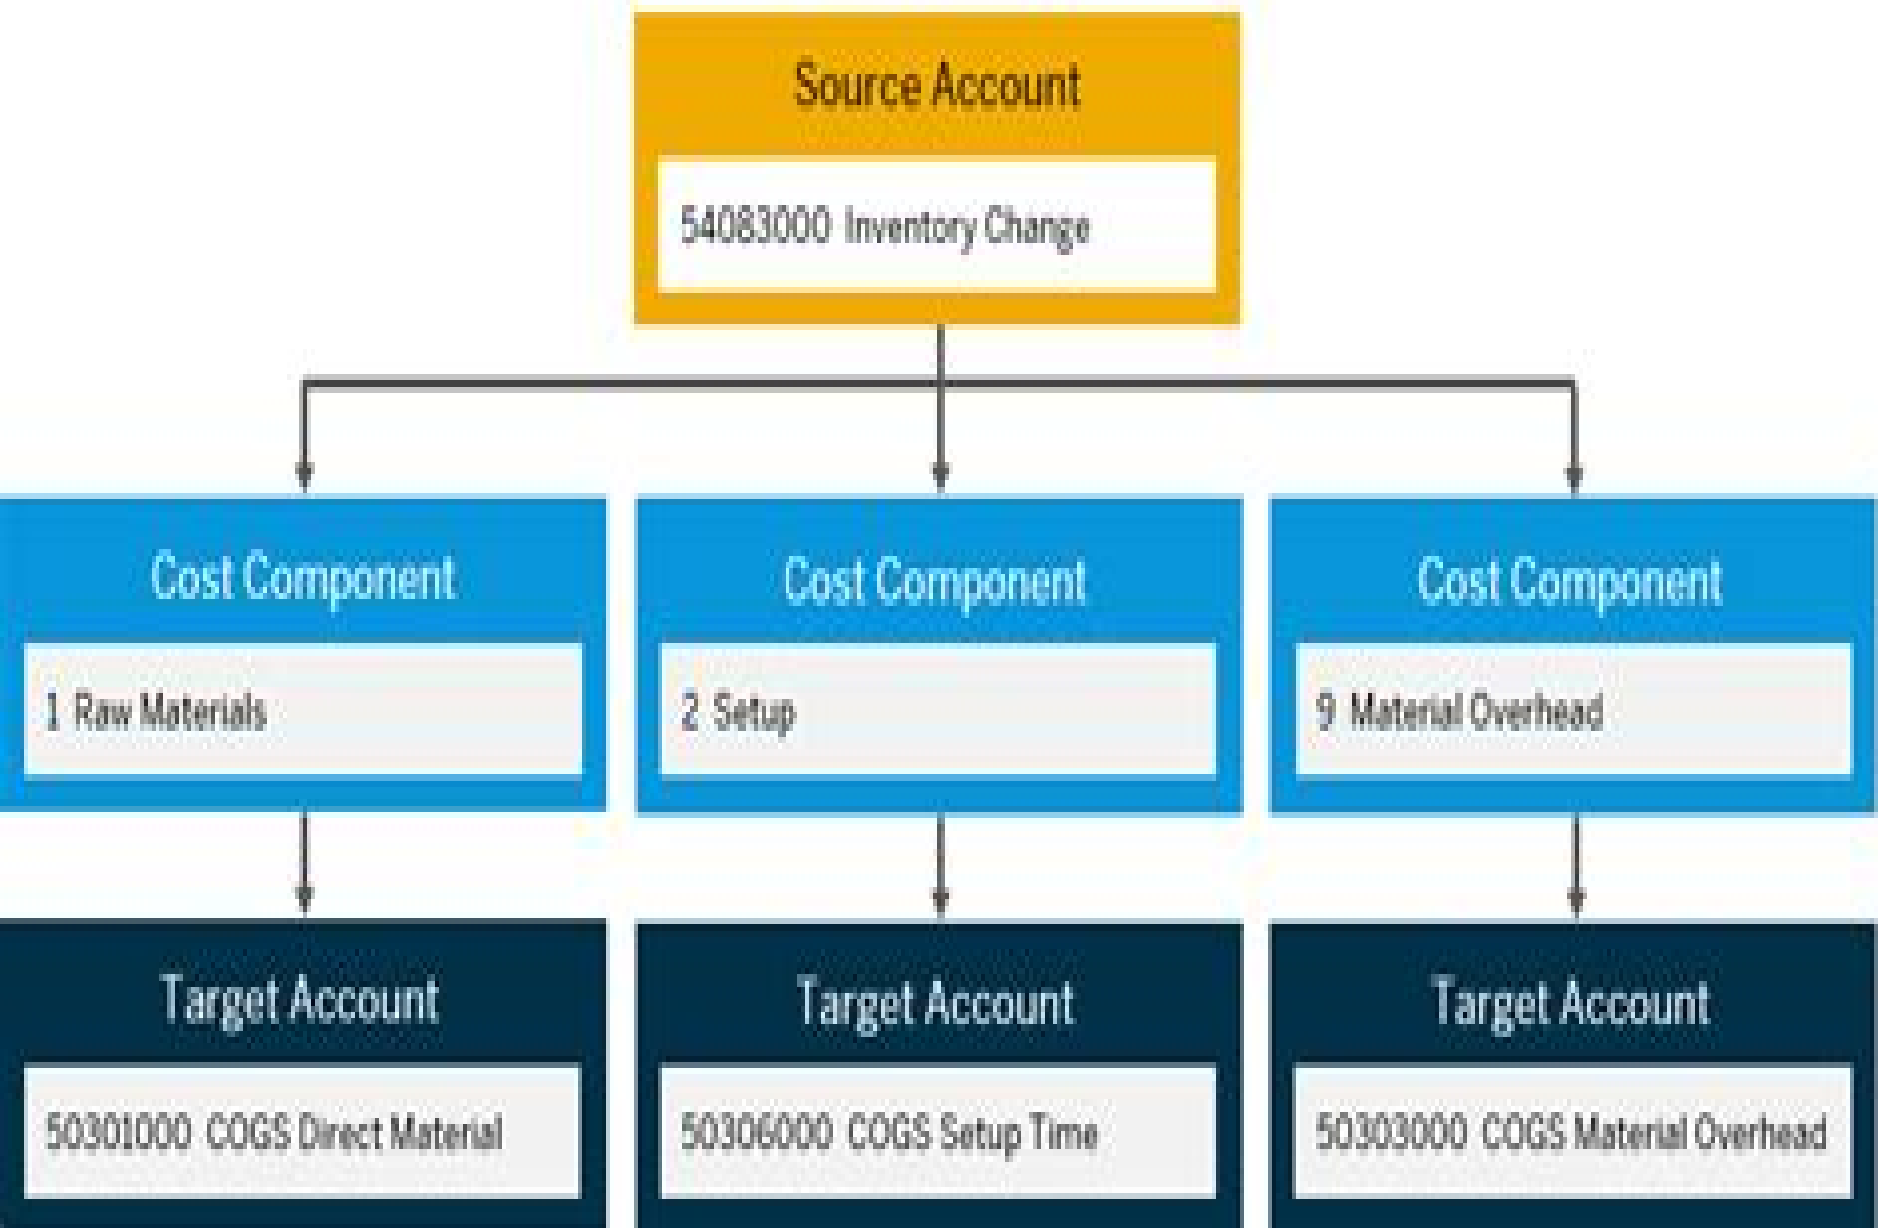 Source Account
54083000 Inventory Change
Cost Component
Cost Component
Cost Component
1 Raw Materials
2 Setup
9 Material Overhead
Target Account
Target Account
Target Account
50301000 COGS Direct Material
50306000 COGS Setup Time
50303000 COGS Material Overhead